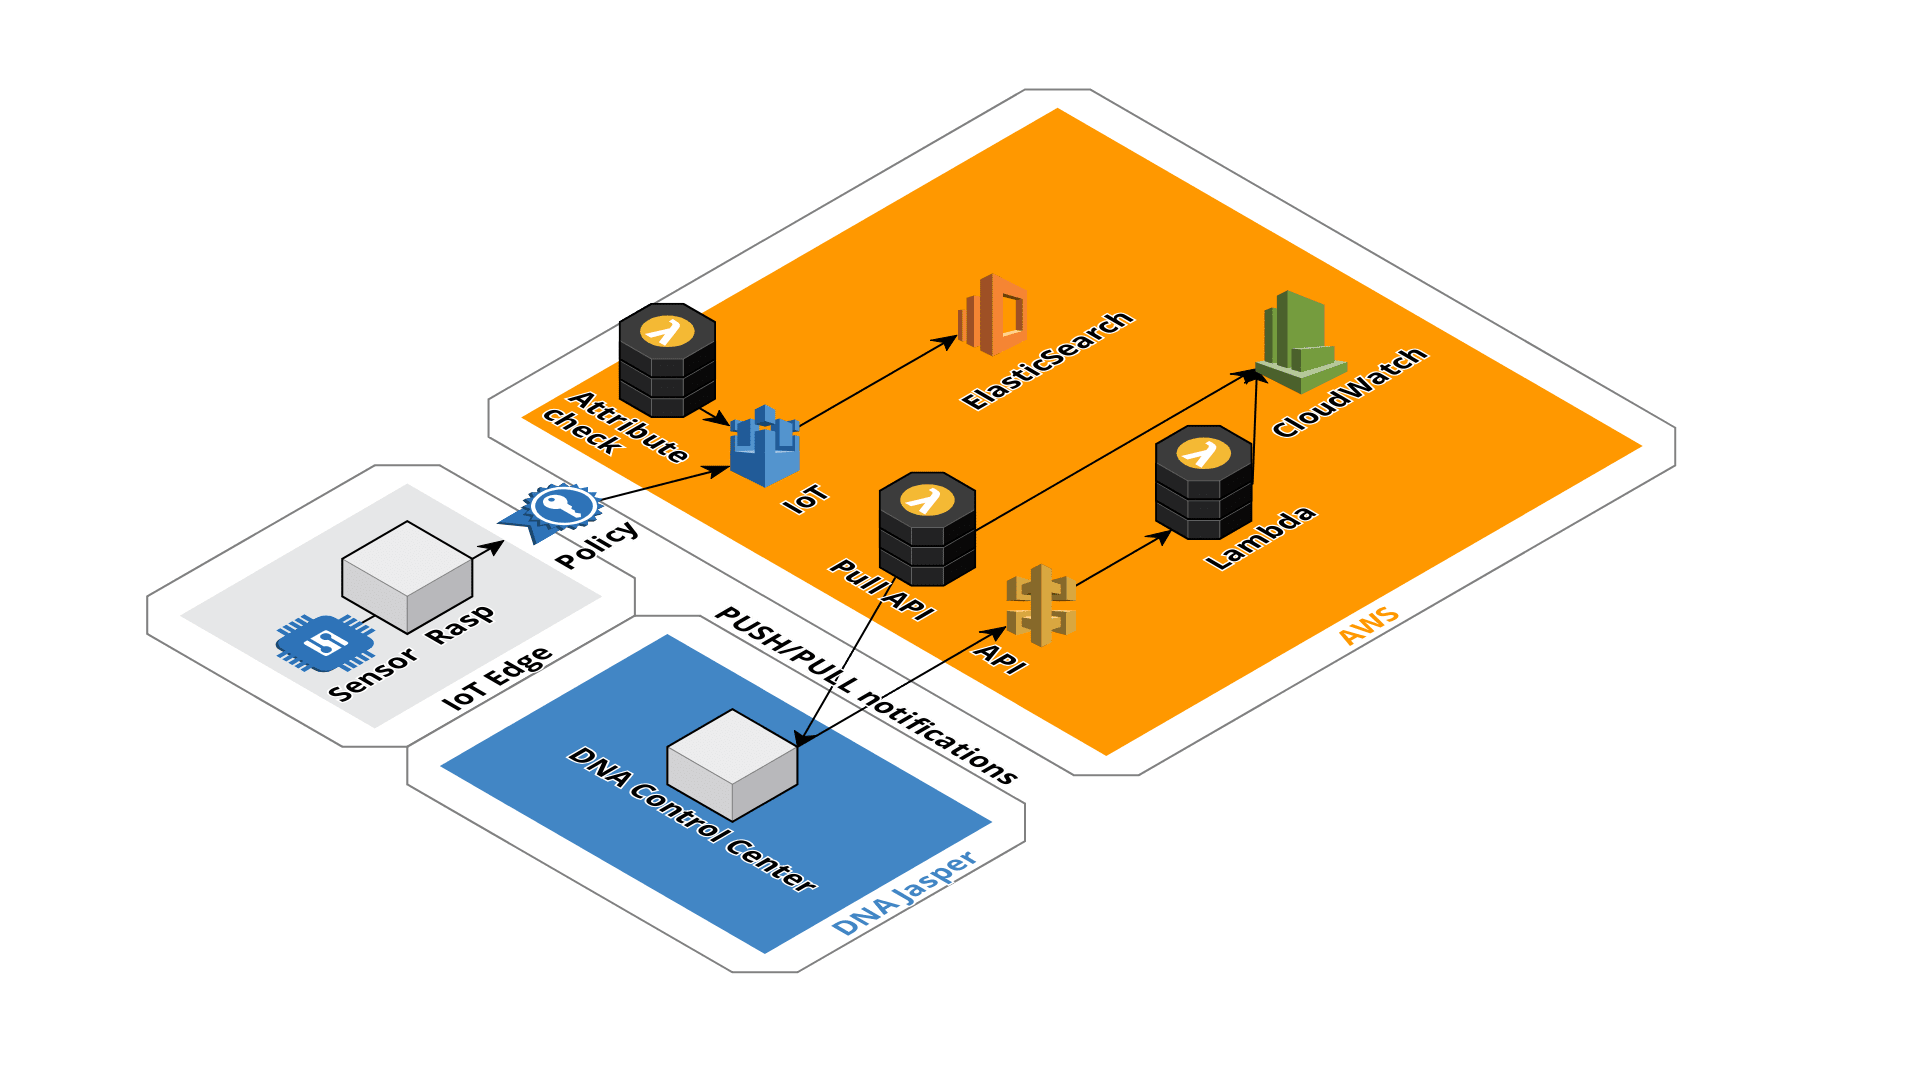 ElasticSearch
CloudWatch
Attribute
check
IoT
Lambda
Policy
Pull API
API
AWS
PUSH/PULL notifications
Rasp
Sensor
IoT Edge
DNA Control Center
DNA Jasper